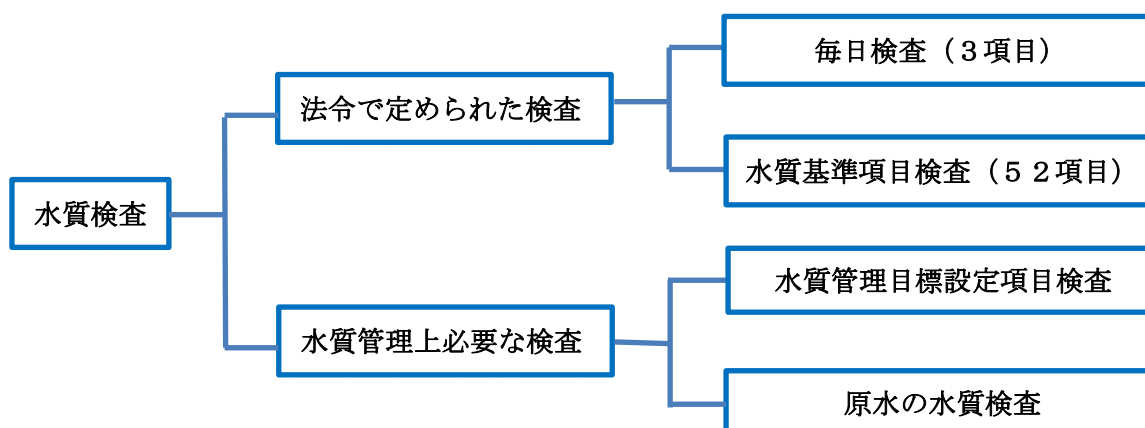 水質検査
法令で定められた検査
毎日検査（３項目）
水質基準項目検査（５２項目）
水質管理上必要な検査
水質管理目標設定項目検査
原水の水質検査